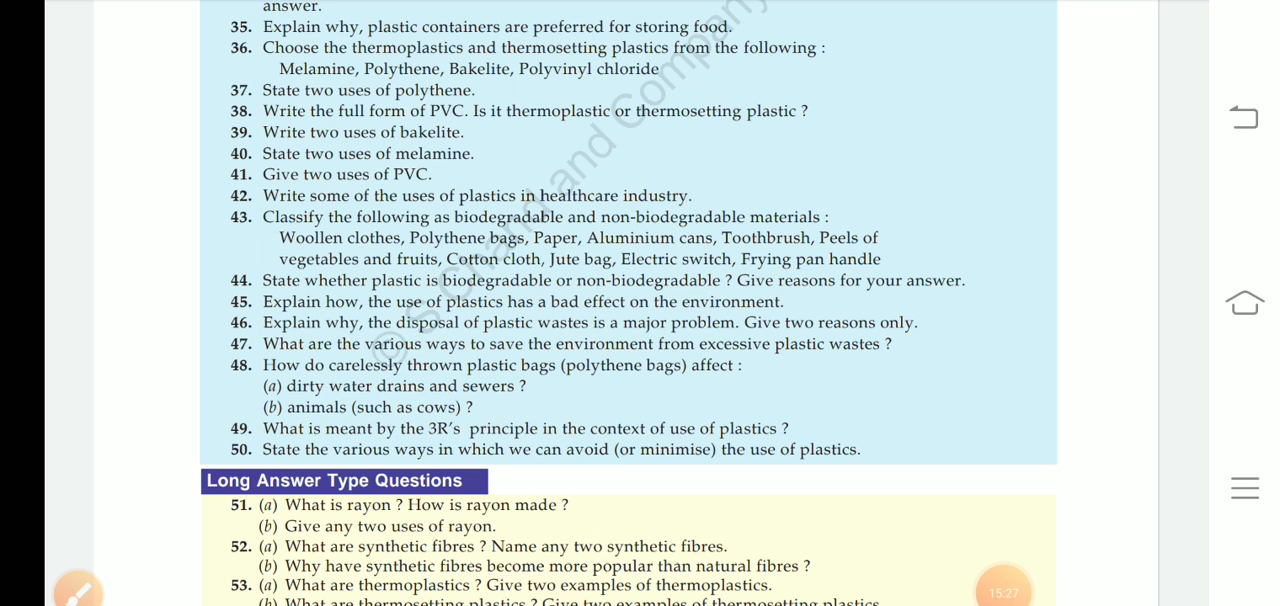 answer.
35. Explain why, plastic containers are preferred for storing food.
36. Choose the thermoplastics and thermosetting plastics from the following :
Melamine, Polythene, Bakelite, Polyvinyl chloride
37. State two uses of polythene.
38. Write the full form of PVC. Is it thermoplastic or thermosetting plastic ?
39. Write two uses of bakelite.
40. State two uses of melamine.
41. Give two uses of PVC.
42. Write some of the uses of plastics in healthcare industry.
43. Classify the following as biodegradable and non-biodegradable materials :
Woollen clothes, Polythene bags, Paper, Aluminium cans, Toothbrush, Peels of
vegetables and fruits, Cotton cloth, Jute bag, Electric switch, Frying pan handle
44. State whether plastic is biodegradable or non-biodegradable ? Give reasons for your answer.
45. Explain how, the use of plastics has a bad effect on the environment.
46. Explain why, the disposal of plastic wastes is a major problem. Give two reasons only.
47. What are the various ways to save the environment from excessive plastic wastes ?
48. How do carelessly thrown plastic bags (polythene bags) affect :
(a) dirty water drains and sewers ?
(b) animals (such as cows) ?
49. What is meant by the 3R's principle in the context of use of plastics ?
50. State the various ways in which we can avoid (or minimise) the use of plastics.
Long Answer Type Questions
51. (a) What is rayon ? How is rayon made ?
(b) Give any two uses of rayon.
52. (a) What are synthetic fibres ? Name any two synthetic fibres.
(b) Why have synthetic fibres become more popular than natural fibres ?
53. (a) What are thermoplastics ? Give two examples of thermoplastics.
(b) What are thermosetting plastics ? Give two examples of thermosetting plastics.
© S Chand and Company
15:27